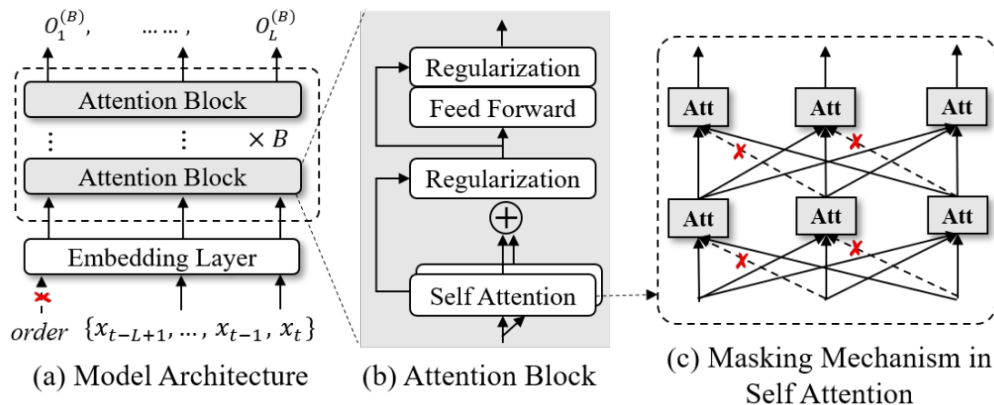 O_1^{(B)}, … … , O_L^{(B)}
Attention Block
⋮ ⋮ × B
Attention Block
Embedding Layer
order {x_{t-L+1}, …, x_{t-1}, x_t}
(a) Model Architecture
Regularization
Feed Forward
Regularization
Self Attention
(b) Attention Block
Att Att Att
Att Att Att
(c) Masking Mechanism in
Self Attention